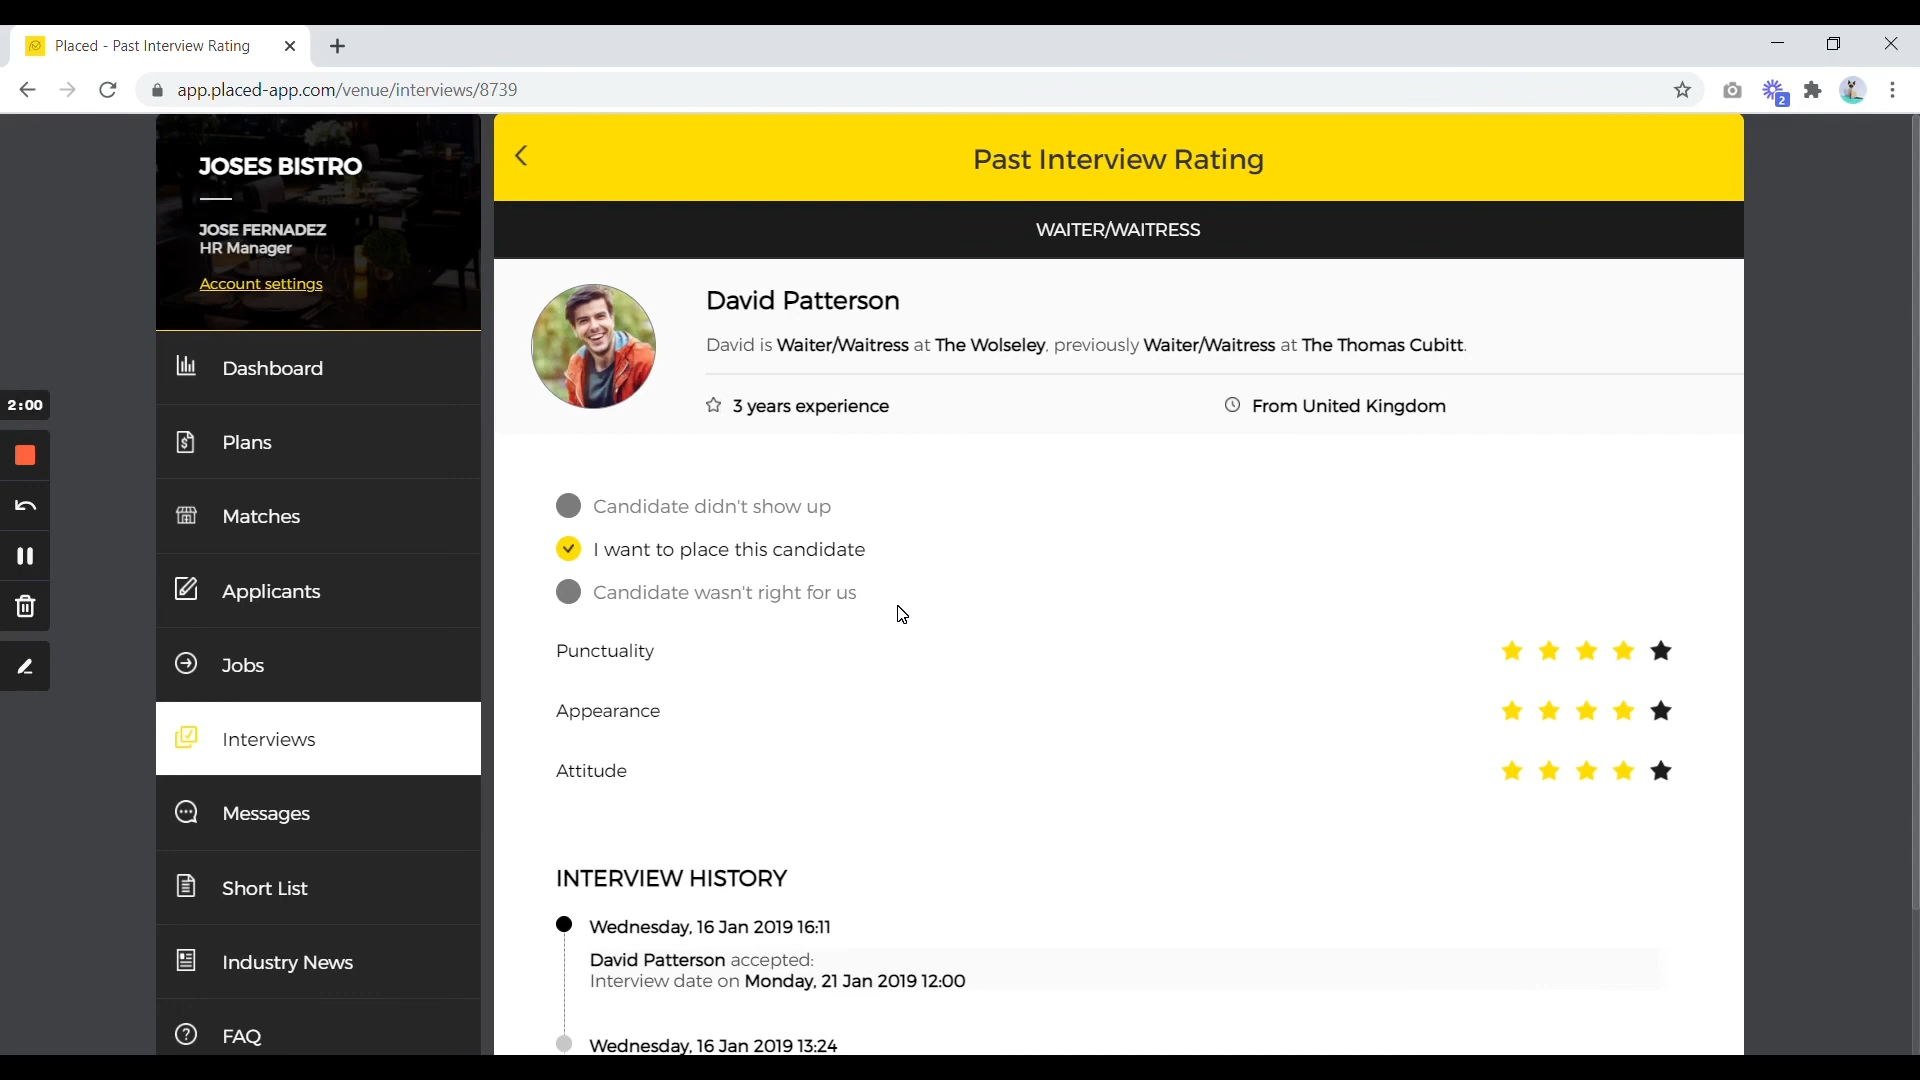 Placed - Past Interview Rating
app.placed-app.com/venue/interviews/8739
2
JOSES BISTRO
JOSE FERNADEZ
HR Manager
Account settings
Dashboard
Plans
Matches
Applicants
Jobs
Interviews
Messages
Short List
Industry News
FAQ
2:00
Past Interview Rating
WAITER/WAITRESS
David Patterson
David is Waiter/Waitress at The Wolseley, previously Waiter/Waitress at The Thomas Cubitt.
3 years experience
From United Kingdom
Candidate didn't show up
I want to place this candidate
Candidate wasn't right for us
Punctuality
Appearance
Attitude
INTERVIEW HISTORY
Wednesday, 16 Jan 2019 16:11
David Patterson accepted:
Interview date on Monday, 21 Jan 2019 12:00
Wednesday, 16 Jan 2019 13:24